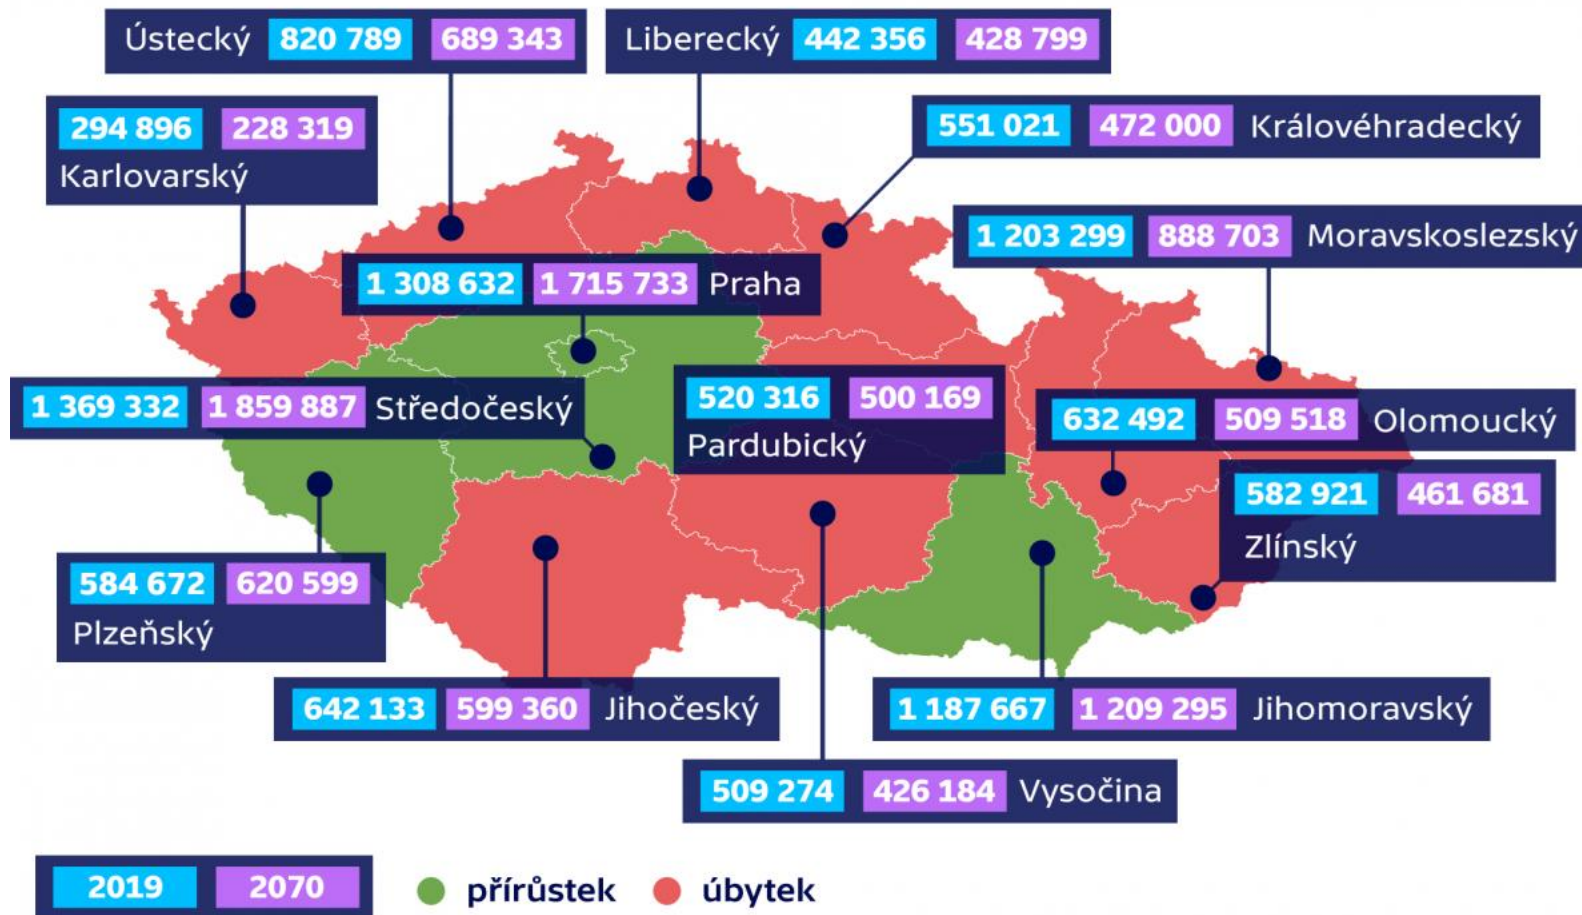 Ústecký 820 789 689 343
Liberecký 442 356 428 799
294 896 228 319
Karlovarský
551 021 472 000 Královéhradecký
1 203 299 888 703 Moravskoslezský
1 308 632 1 715 733 Praha
1 369 332 1 859 887 Středočeský
520 316 500 169
Pardubický
632 492 509 518 Olomoucký
582 921 461 681
Zlínský
584 672 620 599
Plzeňský
642 133 599 360 Jihočeský
1 187 667 1 209 295 Jihomoravský
509 274 426 184 Vysočina
2019 2070 přírůstek úbytek